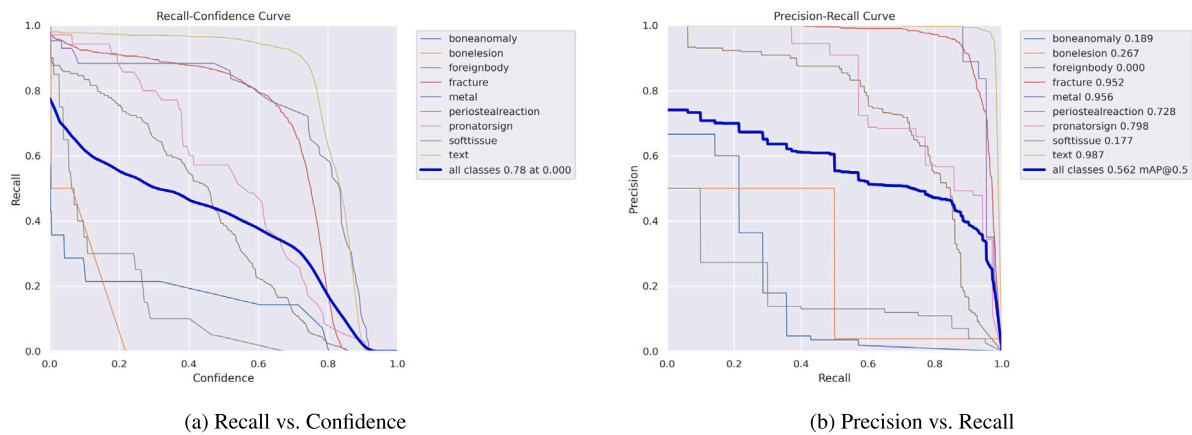 Recall-Confidence Curve
1.0
0.8
0.6
0.4
0.2
0.0
Recall
0.0 0.2 0.4 0.6 0.8 1.0
Confidence
boneanomaly
bonelesion
foreignbody
fracture
metal
periostealreaction
pronatorsign
softtissue
text
all classes 0.78 at 0.000
(a) Recall vs. Confidence
Precision-Recall Curve
1.0
0.8
0.6
0.4
0.2
0.0
Precision
0.0 0.2 0.4 0.6 0.8 1.0
Recall
boneanomaly 0.189
bonelesion 0.267
foreignbody 0.000
fracture 0.952
metal 0.956
periostealreaction 0.728
pronatorsign 0.798
softtissue 0.177
text 0.987
all classes 0.562 mAP@0.5
(b) Precision vs. Recall